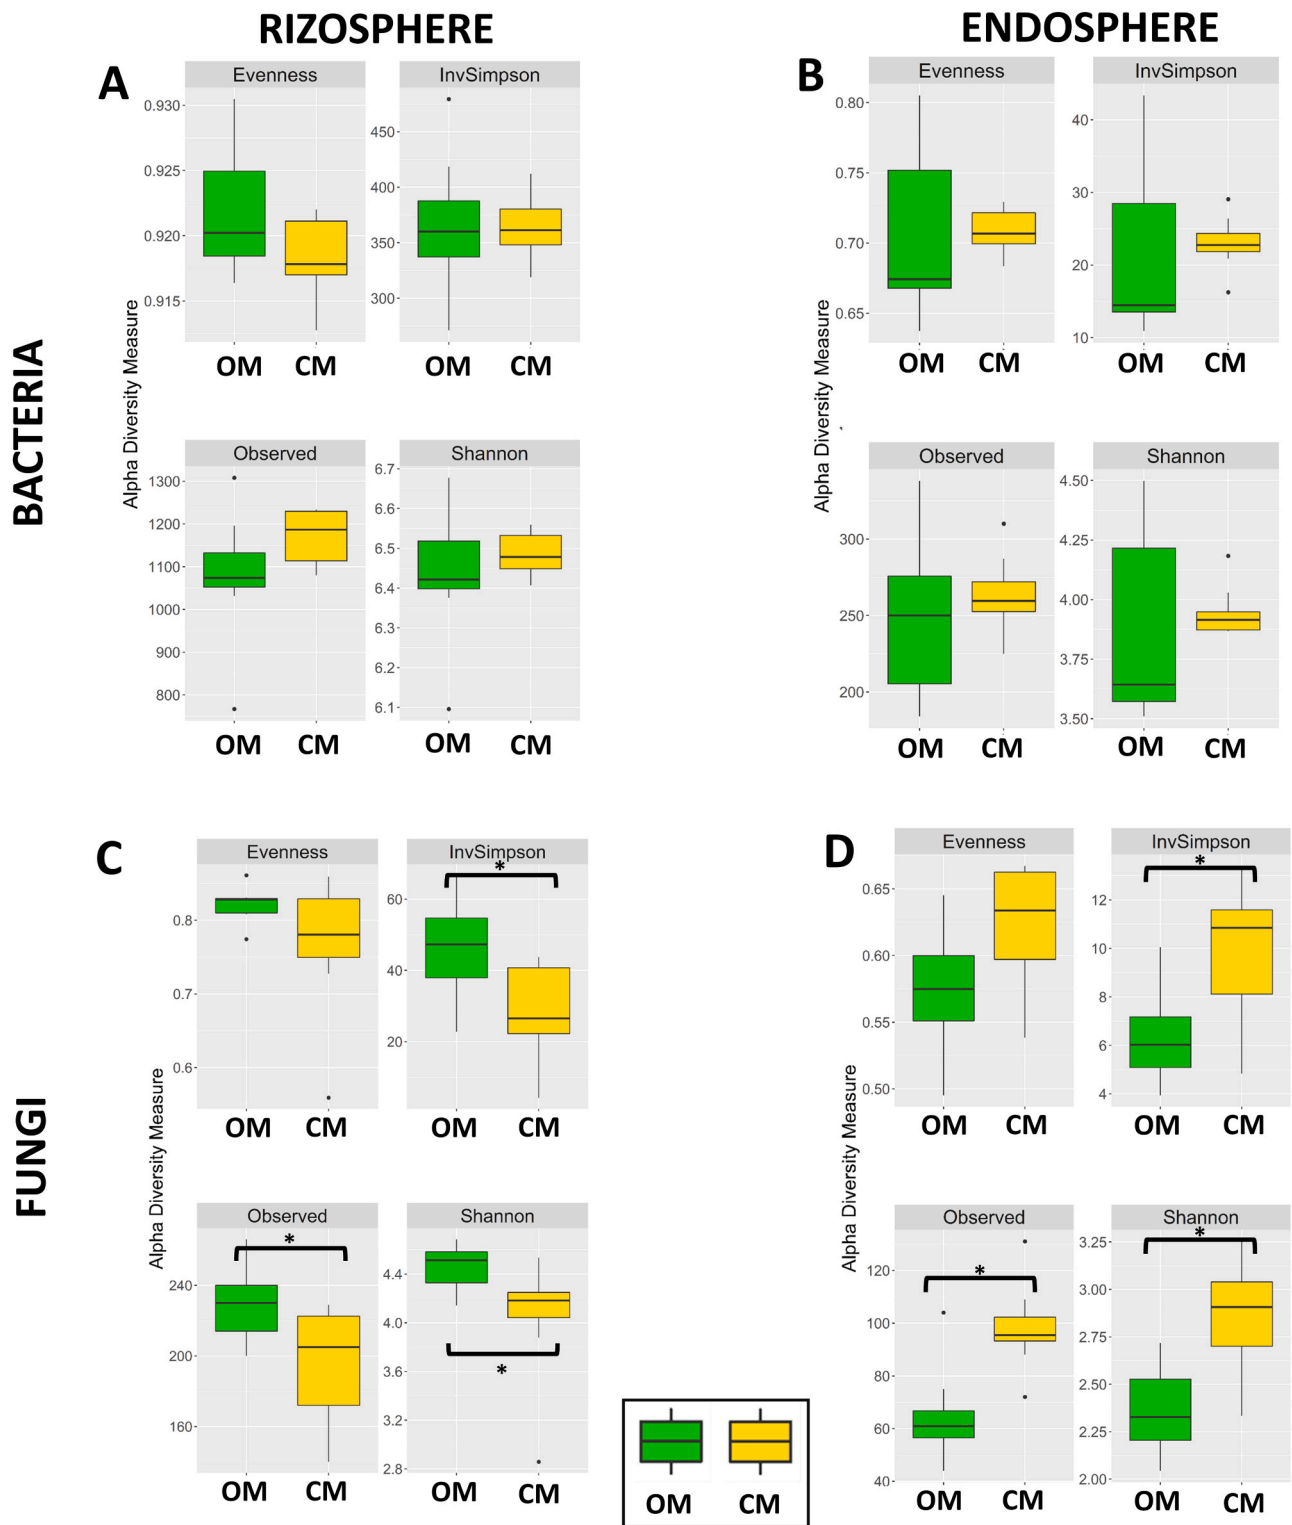 RIZOSPHERE
ENDOSPHERE
BACTERIA
FUNGI
A
Alpha Diversity Measure
Evenness
InvSimpson
0.930
0.925
0.920
0.915
450
400
350
300
OM
CM
OM
CM
Observed
Shannon
1300
1200
1100
1000
900
800
6.7
6.6
6.5
6.4
6.3
6.2
6.1
OM
CM
OM
CM
B
Alpha Diversity Measure
Evenness
InvSimpson
0.80
0.75
0.70
0.65
40
30
20
10
OM
CM
OM
CM
Observed
Shannon
300
250
200
4.50
4.25
4.00
3.75
3.50
OM
CM
OM
CM
C
Alpha Diversity Measure
Evenness
InvSimpson
*
0.8
0.7
0.6
60
40
20
OM
CM
OM
CM
Observed
Shannon
*
240
200
160
4.4
4.0
3.6
3.2
2.8
*
OM
CM
OM
CM
D
Alpha Diversity Measure
Evenness
InvSimpson
*
0.65
0.60
0.55
0.50
12
10
8
6
4
OM
CM
OM
CM
Observed
Shannon
*
*
120
100
80
60
40
3.25
3.00
2.75
2.50
2.25
2.00
OM
CM
OM
CM
OM
CM